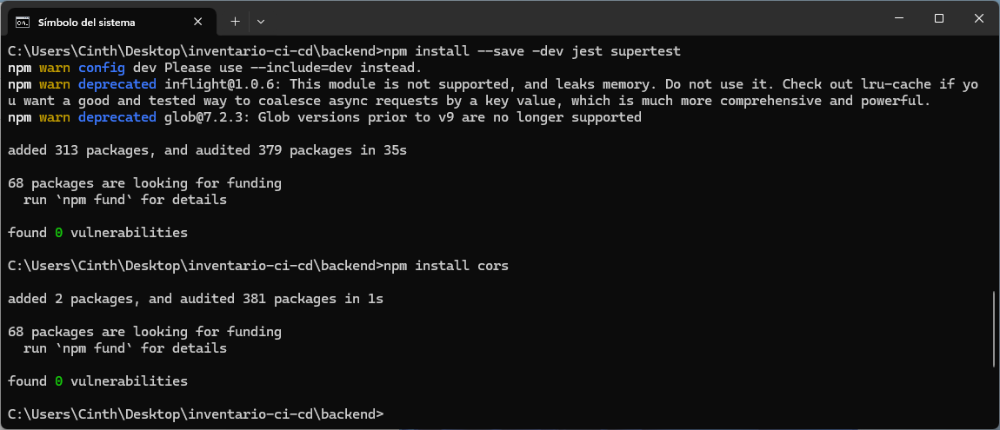 Símbolo del sistema
C:\Users\Cinth\Desktop\inventario-ci-cd\backend>npm install --save -dev jest supertest
npm warn config dev Please use --include=dev instead.
npm warn deprecated inflight@1.0.6: This module is not supported, and leaks memory. Do not use it. Check out lru-cache if yo
u want a good and tested way to coalesce async requests by a key value, which is much more comprehensive and powerful.
npm warn deprecated glob@7.2.3: Glob versions prior to v9 are no longer supported
added 313 packages, and audited 379 packages in 35s
68 packages are looking for funding
  run `npm fund` for details
found 0 vulnerabilities
C:\Users\Cinth\Desktop\inventario-ci-cd\backend>npm install cors
added 2 packages, and audited 381 packages in 1s
68 packages are looking for funding
  run `npm fund` for details
found 0 vulnerabilities
C:\Users\Cinth\Desktop\inventario-ci-cd\backend>